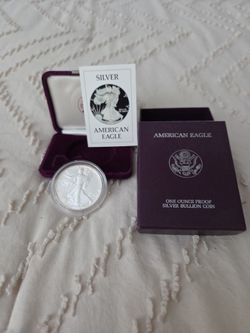 SILVER
AMERICAN
EAGLE
AMERICAN EAGLE
ONE OUNCE PROOF
SILVER BULLION COIN